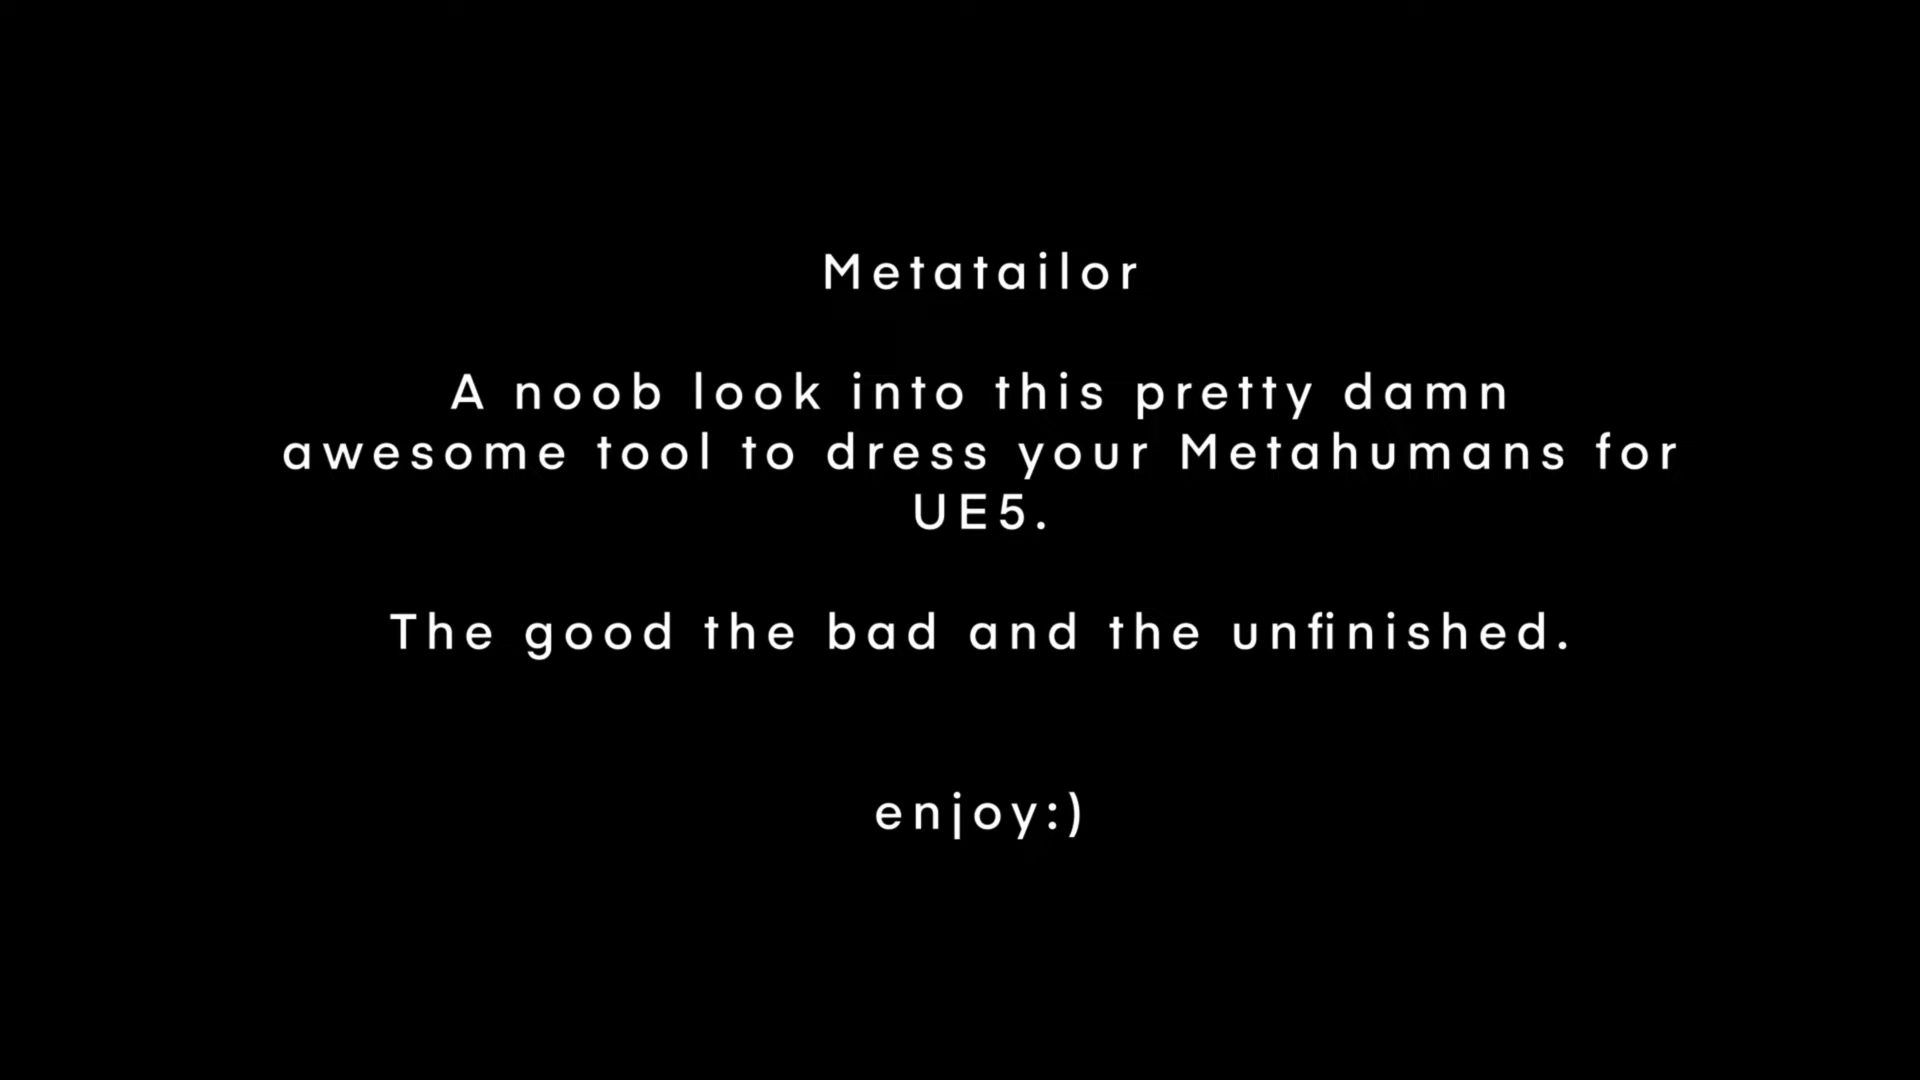 Metatailor
A noob look into this pretty damn
awesome tool to dress your Metahumans for
UE5.
The good the bad and the unfinished.
enjoy:)